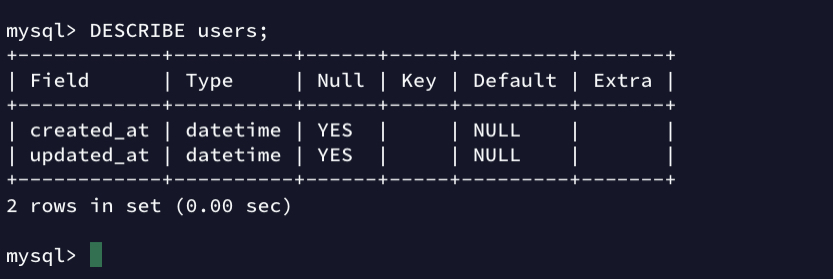 mysql> DESCRIBE users;
+------------+----------+------+-----+---------+-------+
| Field      | Type     | Null | Key | Default | Extra |
+------------+----------+------+-----+---------+-------+
| created_at | datetime | YES  |     | NULL    |       |
| updated_at | datetime | YES  |     | NULL    |       |
+------------+----------+------+-----+---------+-------+
2 rows in set (0.00 sec)
mysql>